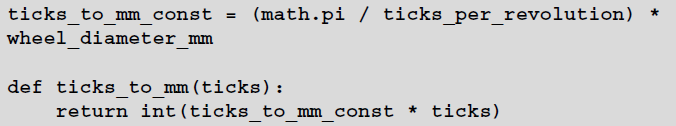 ticks_to_mm_const = (math.pi / ticks_per_revolution) *
wheel_diameter_mm

def ticks_to_mm(ticks):
    return int(ticks_to_mm_const * ticks)